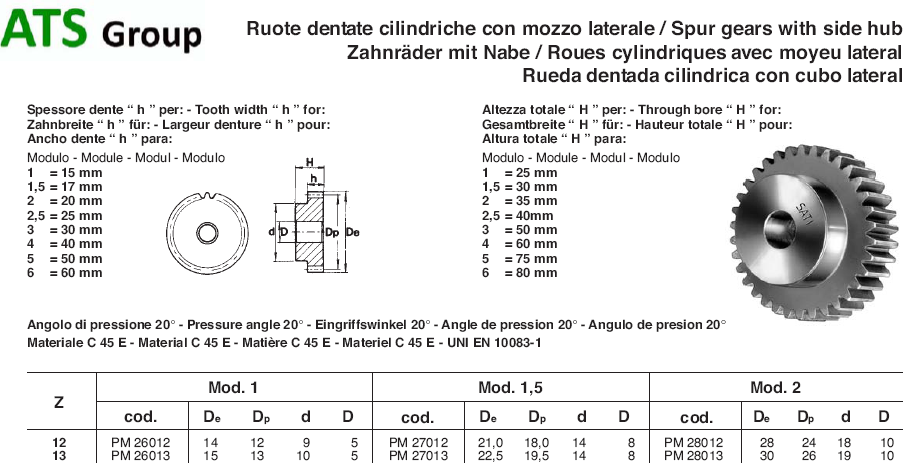 ATS Group
Ruote dentate cilindriche con mozzo laterale / Spur gears with side hub
Zahnräder mit Nabe / Roues cylindriques avec moyeu lateral
Rueda dentada cilindrica con cubo lateral
Spessore dente “ h ” per: - Tooth width “ h ” for:
Zahnbreite “ h ” für: - Largeur denture “ h ” pour:
Ancho dente “ h ” para:
Modulo - Module - Modul - Modulo
1 = 15 mm
1,5 = 17 mm
2 = 20 mm
2,5 = 25 mm
3 = 30 mm
4 = 40 mm
5 = 50 mm
6 = 60 mm
H
h
d D Dp De
Altezza totale “ H ” per: - Through bore “ H ” for:
Gesamtbreite “ H ” für: - Hauteur totale “ H ” pour:
Altura totale “ H ” para:
Modulo - Module - Modul - Modulo
1 = 25 mm
1,5 = 30 mm
2 = 35 mm
2,5 = 40mm
3 = 50 mm
4 = 60 mm
5 = 75 mm
6 = 80 mm
SATI
Angolo di pressione 20° - Pressure angle 20° - Eingriffswinkel 20° - Angle de pression 20° - Angulo de presion 20°
Materiale C 45 E - Material C 45 E - Matière C 45 E - Materiel C 45 E - UNI EN 10083-1
Z Mod. 1 Mod. 1,5 Mod. 2
cod. De Dp d D cod. De Dp d D cod. De Dp d D
12 PM 26012 14 12 9 5 PM 27012 21,0 18,0 14 8 PM 28012 28 24 18 10
13 PM 26013 15 13 10 5 PM 27013 22,5 19,5 14 8 PM 28013 30 26 19 10